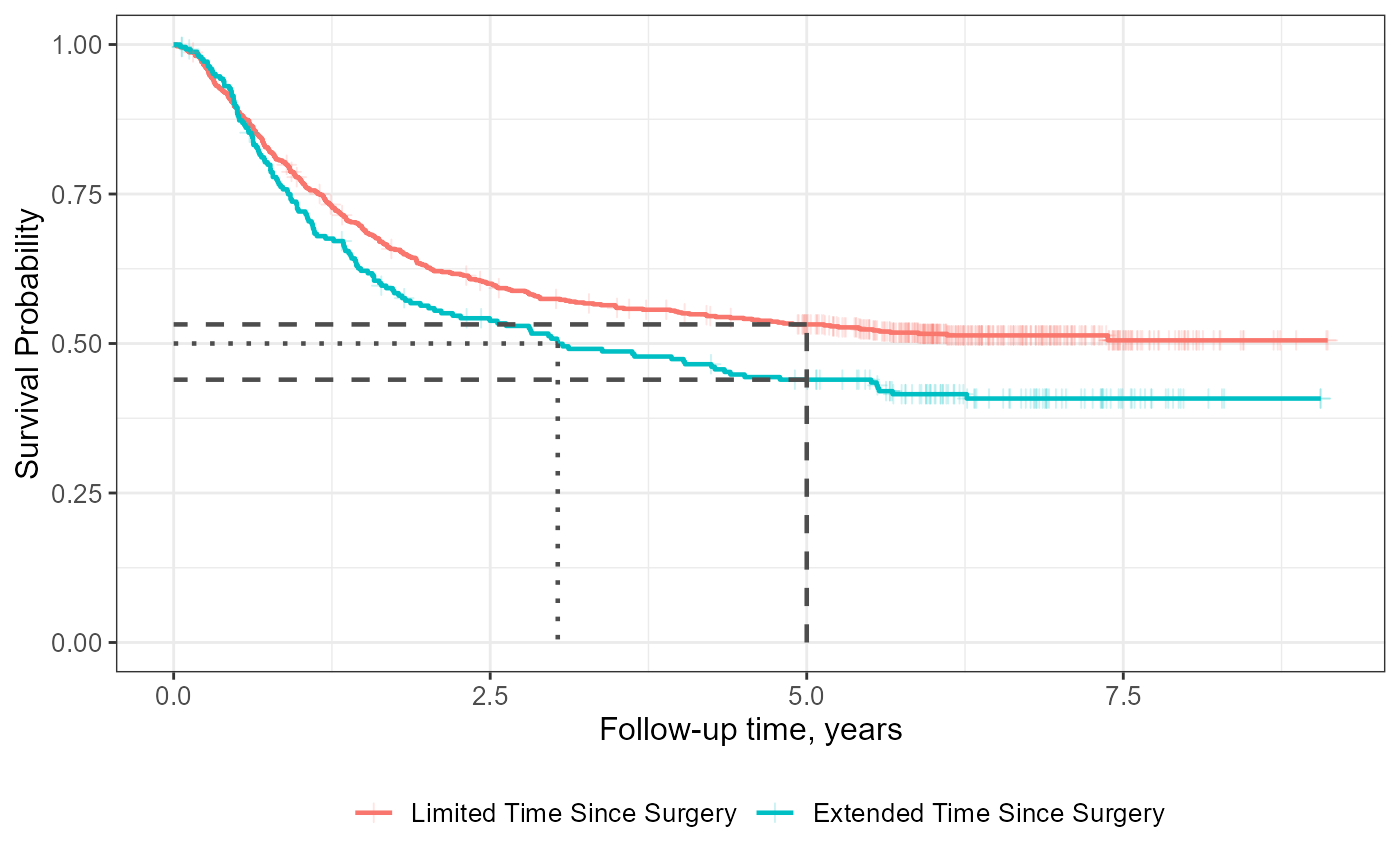 1.00
0.75
0.50
0.25
0.00
Survival Probability
0.0 2.5 5.0 7.5
Follow-up time, years
Limited Time Since Surgery Extended Time Since Surgery